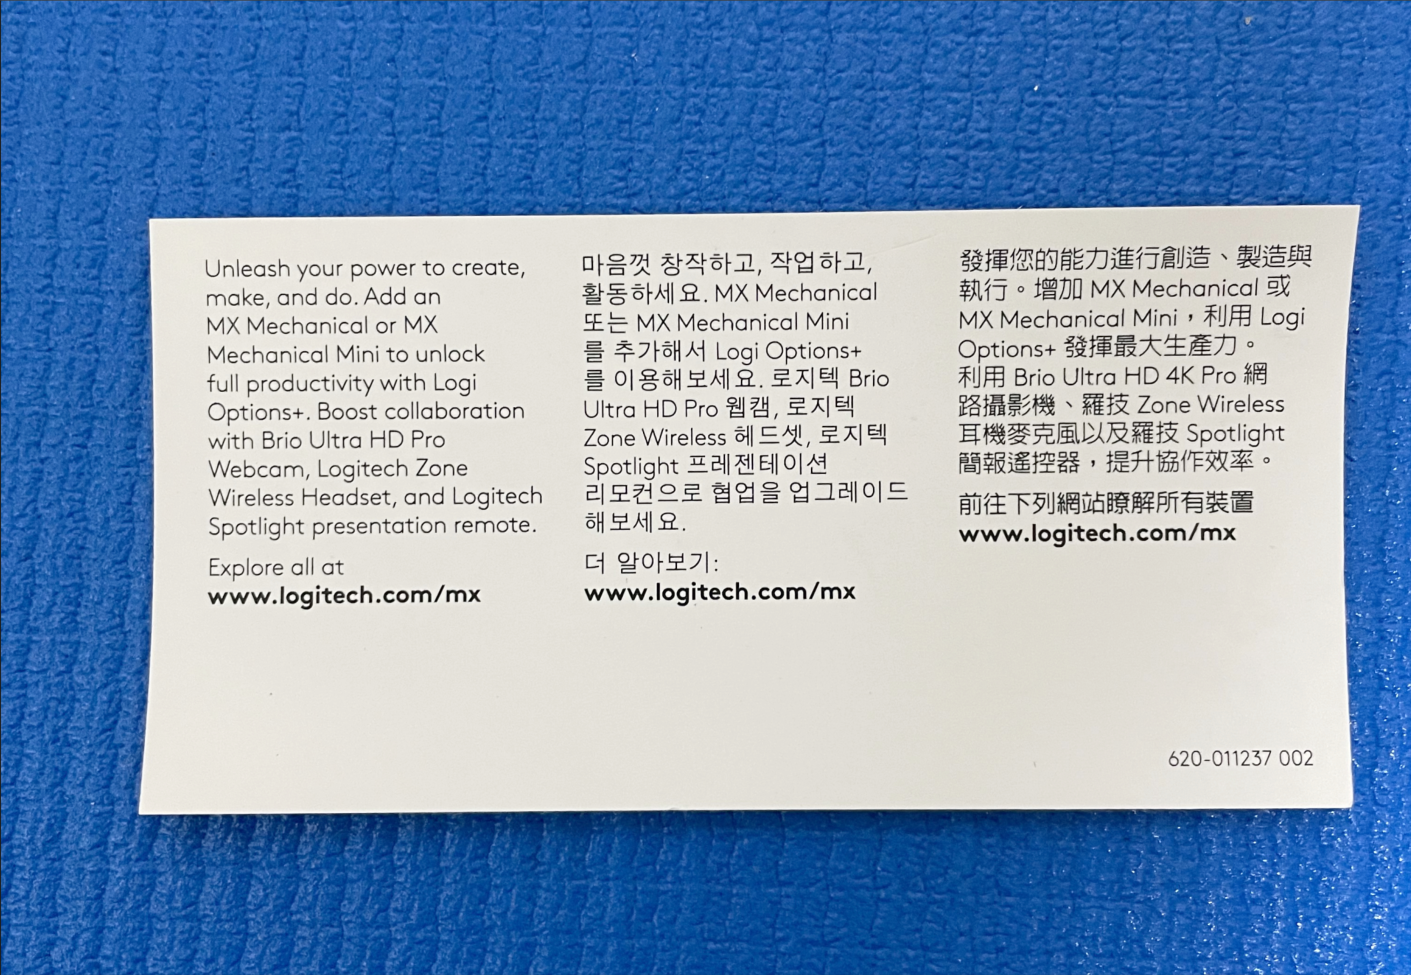 Unleash your power to create,
make, and do. Add an
MX Mechanical or MX
Mechanical Mini to unlock
full productivity with Logi
Options+. Boost collaboration
with Brio Ultra HD Pro
Webcam, Logitech Zone
Wireless Headset, and Logitech
Spotlight presentation remote.
Explore all at
www.logitech.com/mx
마음껏 창작하고, 작업하고,
활동하세요. MX Mechanical
또는 MX Mechanical Mini
를 추가해서 Logi Options+
를 이용해보세요. 로지텍 Brio
Ultra HD Pro 웹캠, 로지텍
Zone Wireless 헤드셋, 로지텍
Spotlight 프레젠테이션
리모컨으로 협업을 업그레이드
해보세요.
더 알아보기:
www.logitech.com/mx
發揮您的能力進行創造、製造與
執行。增加 MX Mechanical 或
MX Mechanical Mini，利用 Logi
Options+ 發揮最大生產力。
利用 Brio Ultra HD 4K Pro 網
路攝影機、羅技 Zone Wireless
耳機麥克風以及羅技 Spotlight
簡報遙控器，提升協作效率。
前往下列網站瞭解所有裝置
www.logitech.com/mx
620-011237 002